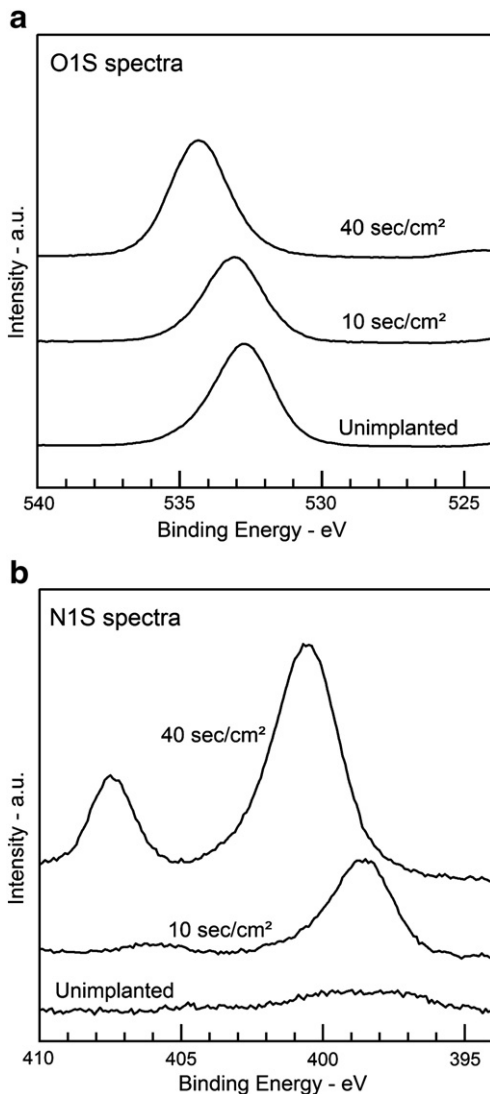 a
O1S spectra
40 sec/cm²
10 sec/cm²
Unimplanted
Intensity - a.u.
540 535 530 525
Binding Energy - eV
b
N1S spectra
40 sec/cm²
10 sec/cm²
Unimplanted
Intensity - a.u.
410 405 400 395
Binding Energy - eV